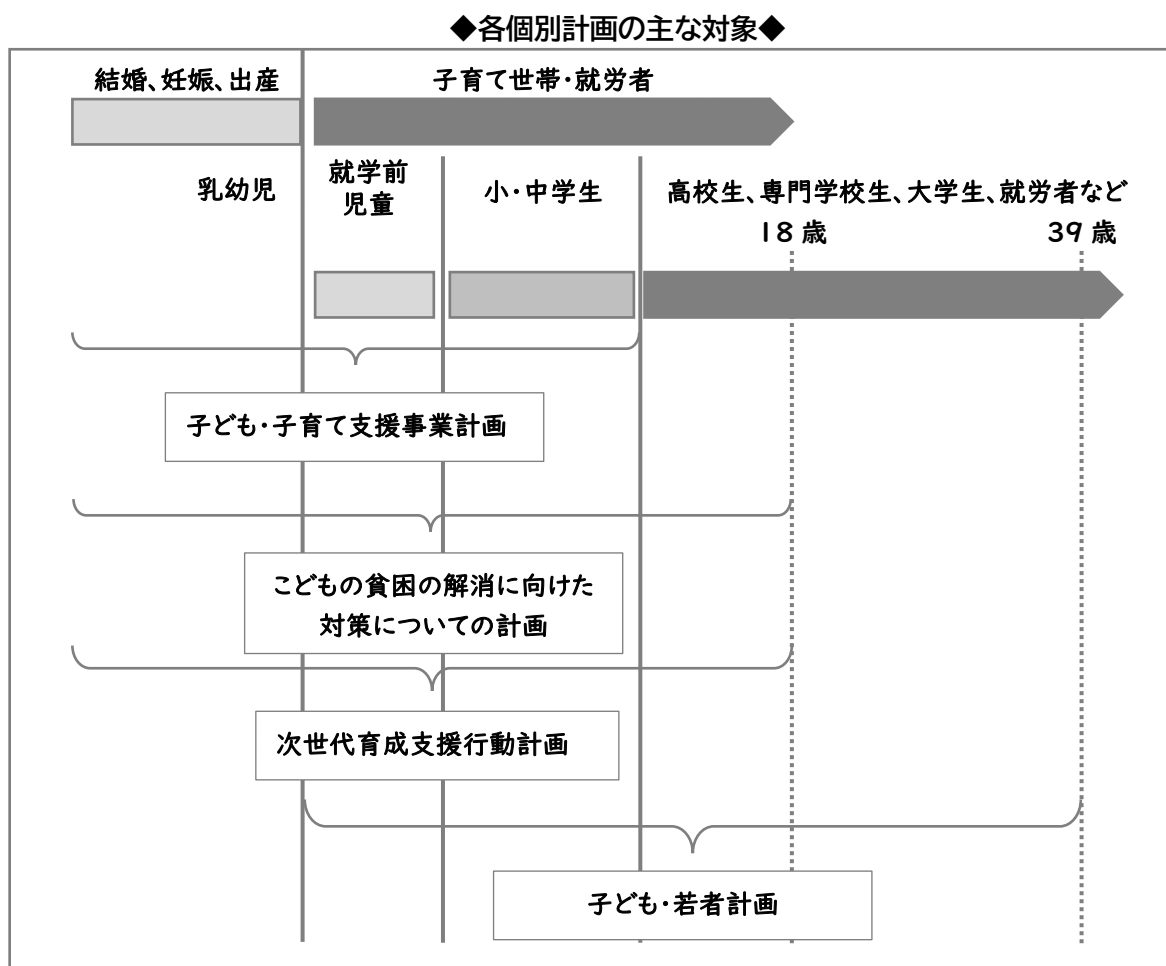 ◆各個別計画の主な対象◆
結婚、妊娠、出産
子育て世帯・就労者
乳幼児
就学前
児童
小・中学生
高校生、専門学校生、大学生、就労者など
18歳
39歳
子ども・子育て支援事業計画
こどもの貧困の解消に向けた
対策についての計画
次世代育成支援行動計画
子ども・若者計画